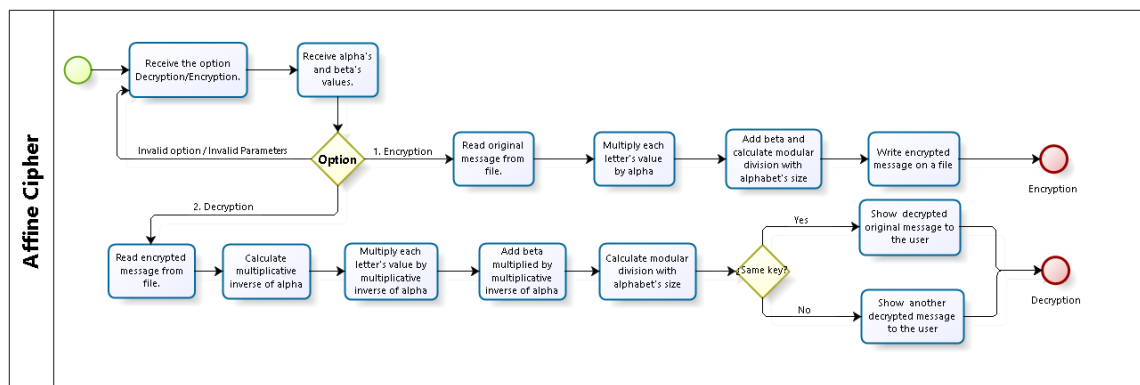 Affine Cipher
Receive the option
Decryption/Encryption.
Receive alpha's
and beta's
values.
Invalid option / Invalid Parameters
Option
1. Encryption
Read original
message from
file.
Multiply each
letter's value
by alpha
Add beta and
calculate modular
division with
alphabet's size
Write encrypted
message on a file
Encryption
2. Decryption
Read encrypted
message from
file.
Calculate
multiplicative
inverse of alpha
Multiply each
letter's value by
multiplicative
inverse of alpha
Add beta
multiplied by
multiplicative
inverse of alpha
Calculate modular
division with
alphabet's size
Same key?
Yes
Show decrypted
original message to
the user
No
Show another
decrypted message
to the user
Decryption